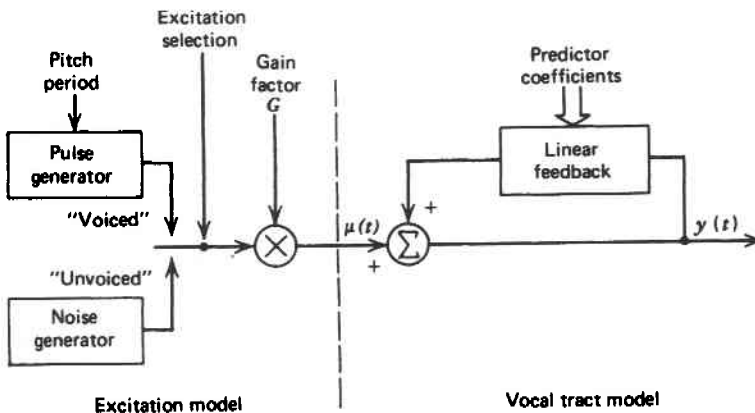 Excitation
selection
Pitch
period
Gain
factor
G
Predictor
coefficients
Pulse
generator
Linear
feedback
"Voiced"
μ(t)
+
+
Σ
y(t)
"Unvoiced"
Noise
generator
Excitation model
Vocal tract model